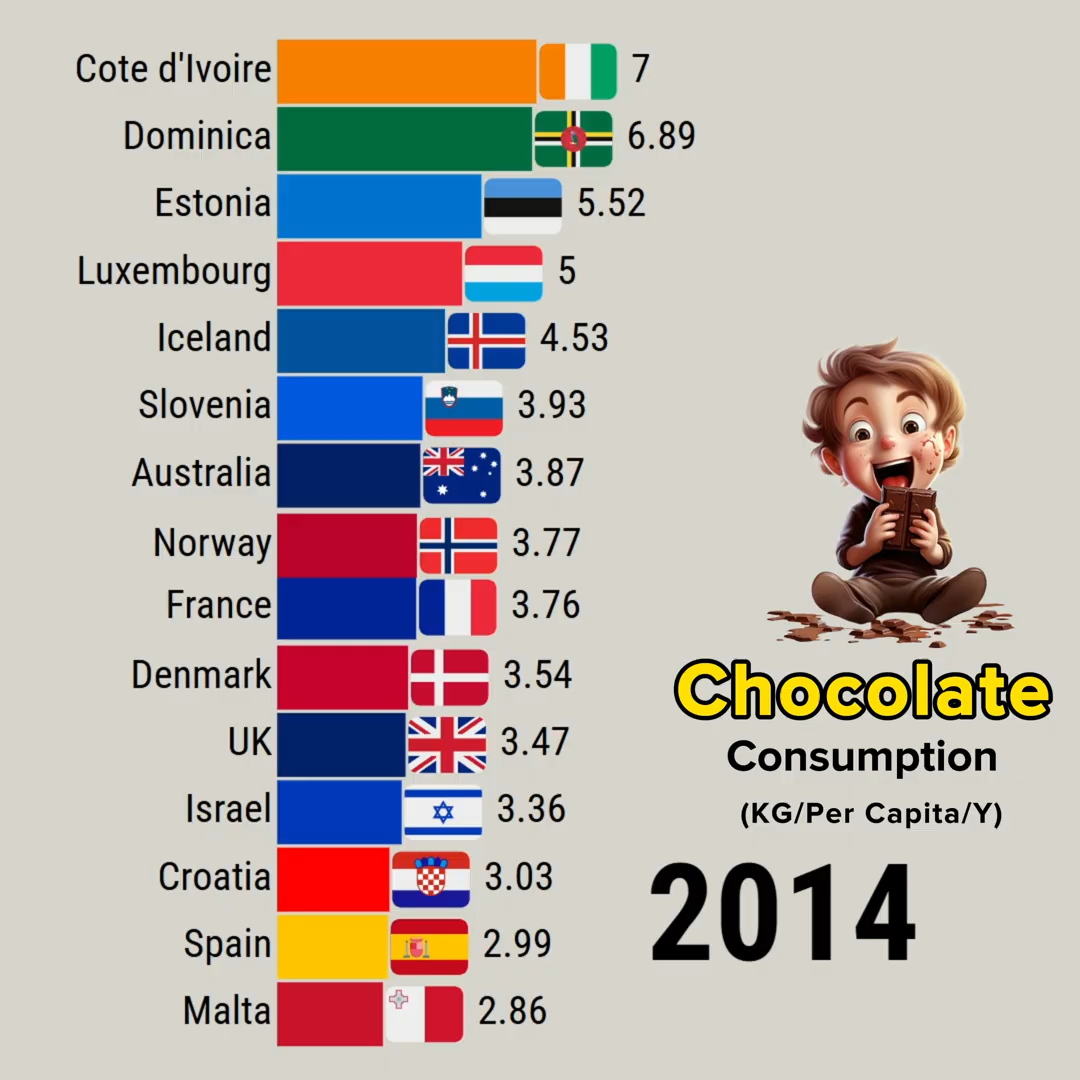 Cote d'Ivoire 7
Dominica 6.89
Estonia 5.52
Luxembourg 5
Iceland 4.53
Slovenia 3.93
Australia 3.87
Norway 3.77
France 3.76
Denmark 3.54
UK 3.47
Israel 3.36
Croatia 3.03
Spain 2.99
Malta 2.86
Chocolate
Consumption
(KG/Per Capita/Y)
2014